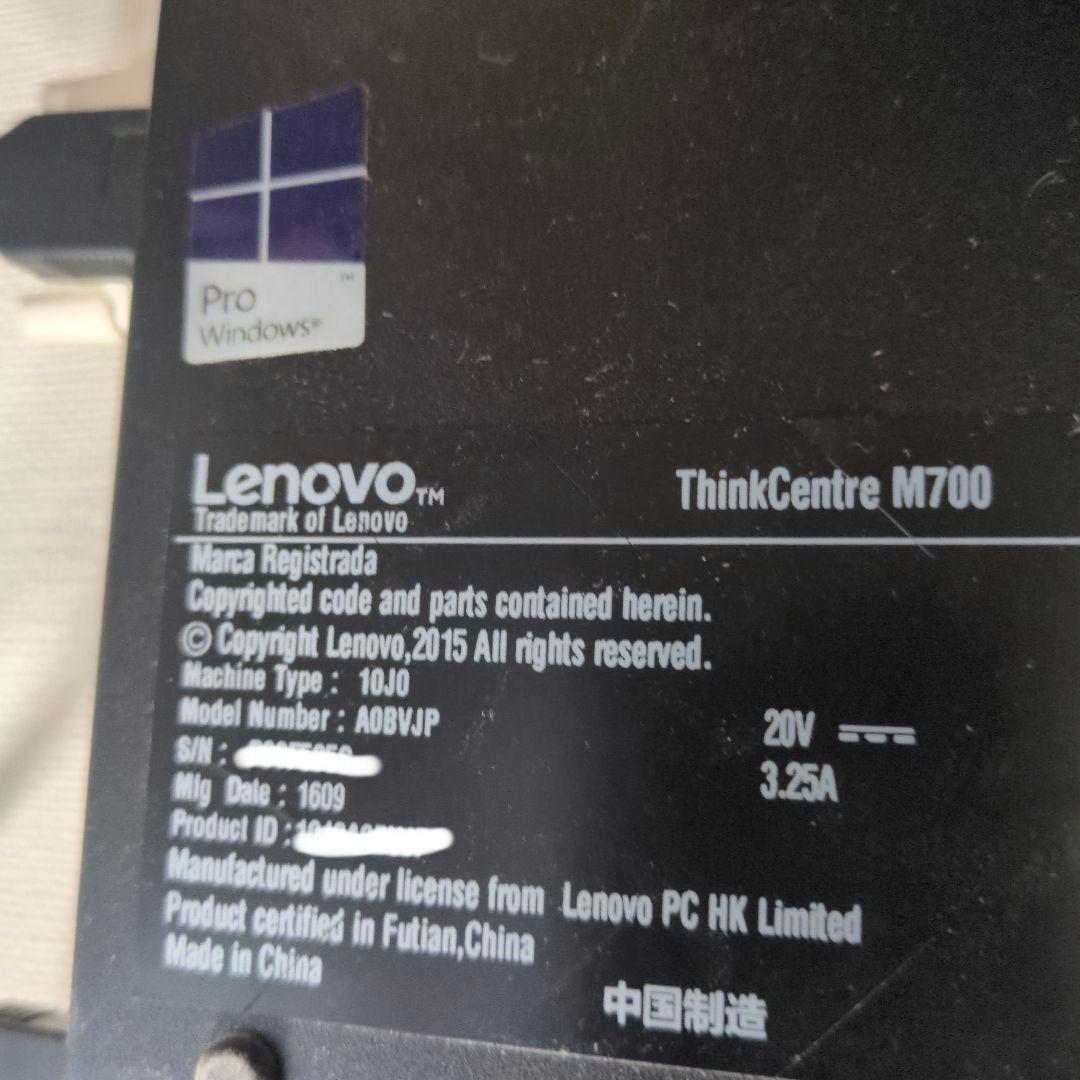 Pro
Windows®
™
Lenovo™
ThinkCentre M700
Trademark of Lenovo
Marca Registrada
Copyrighted code and parts contained herein.
© Copyright Lenovo,2015 All rights reserved.
Machine Type : 10J0
Model Number : A0BVJP
20V
S/N :
3.25A
Mfg Date : 1609
Product ID :
Manufactured under license from Lenovo PC HK Limited
Product certified in Futian,China
Made in China
中国制造